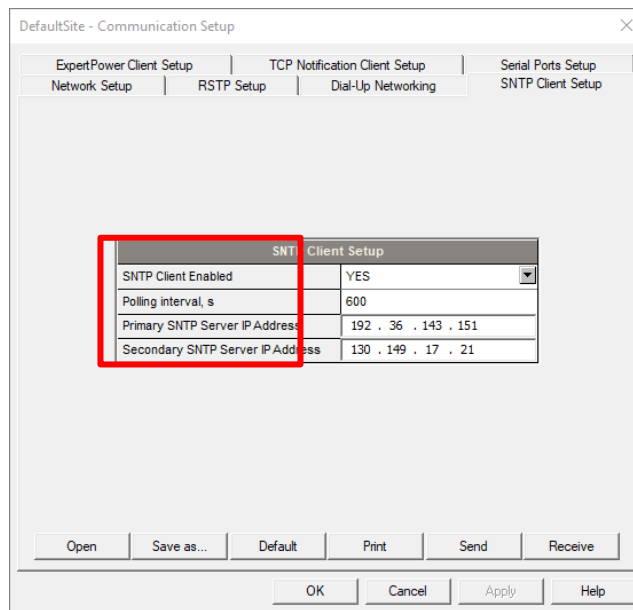 DefaultSite - Communication Setup
ExpertPower Client Setup TCP Notification Client Setup Serial Ports Setup
Network Setup RSTP Setup Dial-Up Networking SNTP Client Setup
SNTP Client Setup
SNTP Client Enabled YES
Polling interval, s 600
Primary SNTP Server IP Address 192 . 36 . 143 . 151
Secondary SNTP Server IP Address 130 . 149 . 17 . 21
Open Save as... Default Print Send Receive
OK Cancel Apply Help